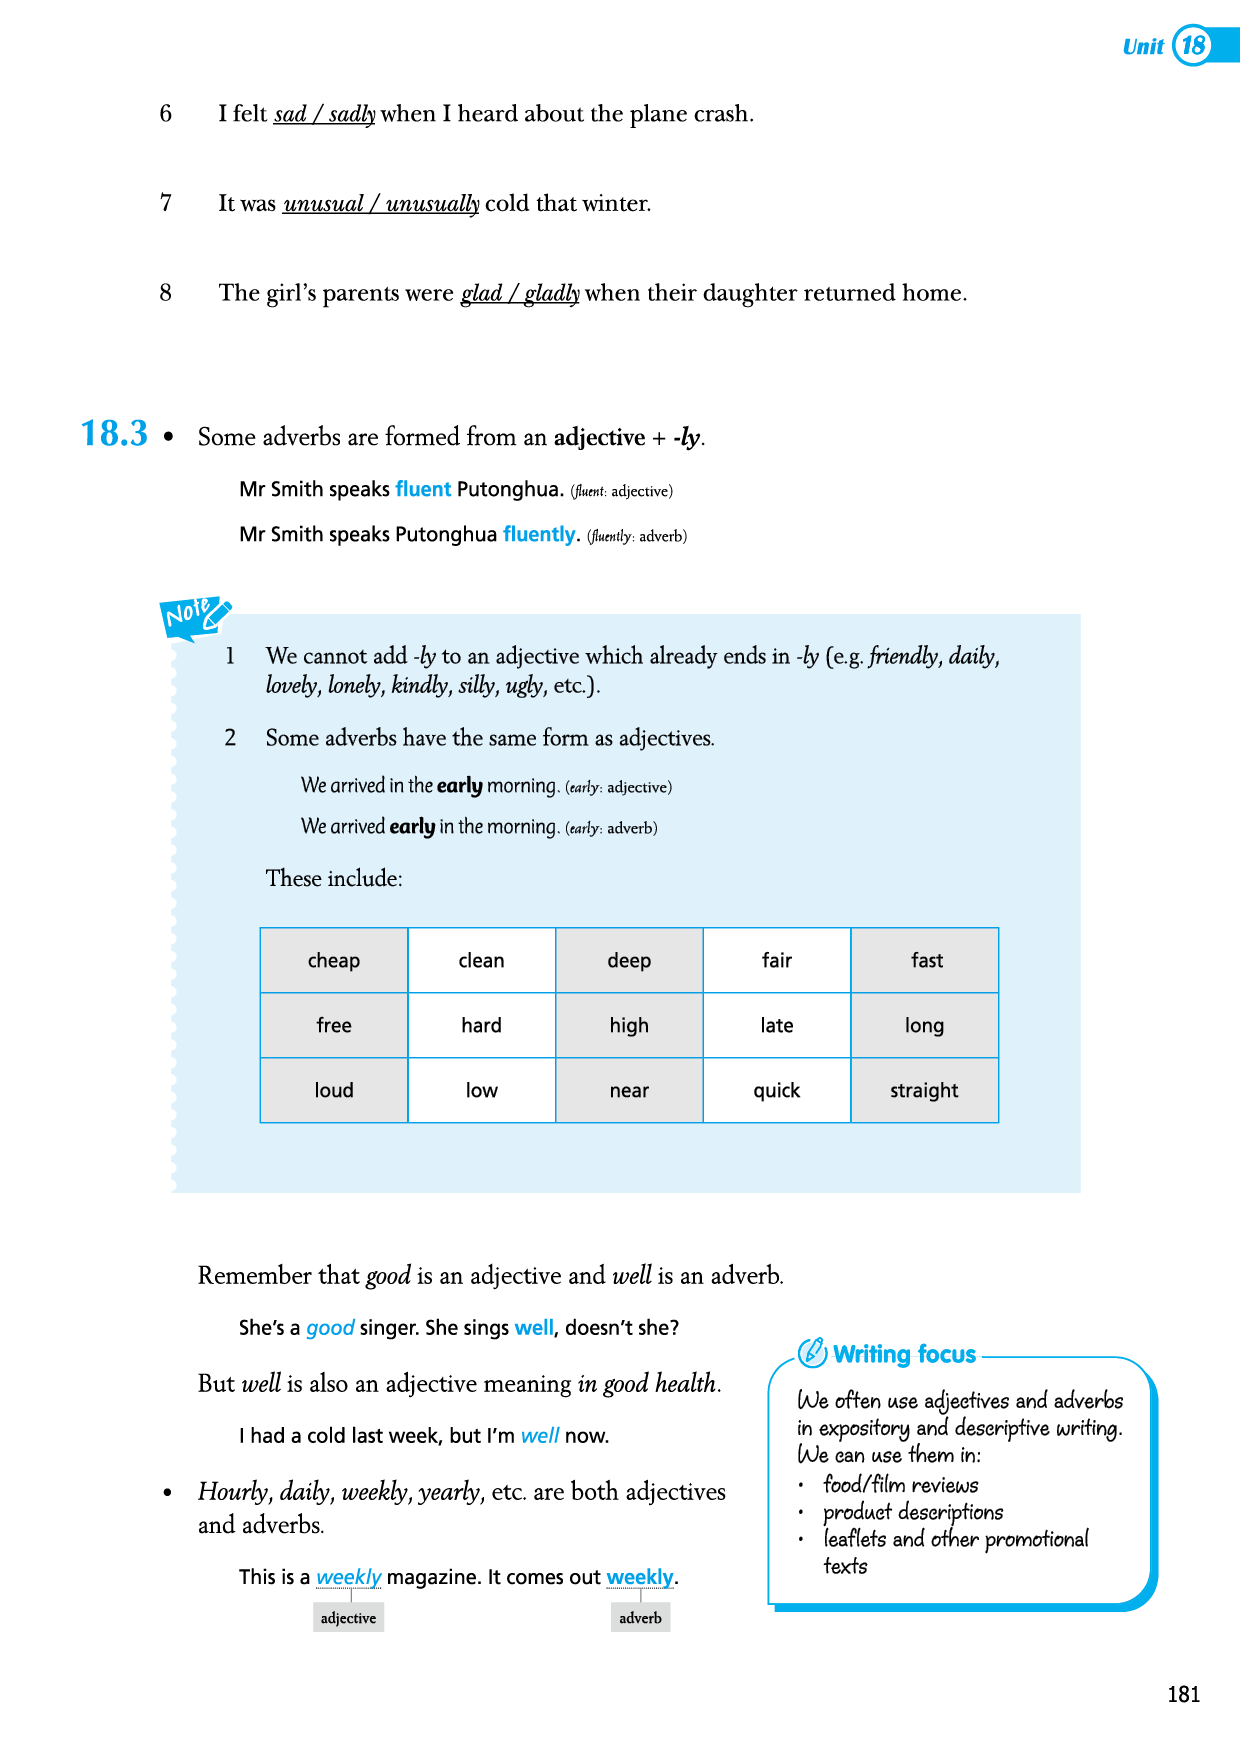 Unit 18
6 I felt sad / sadly when I heard about the plane crash.
7 It was unusual / unusually cold that winter.
8 The girl's parents were glad / gladly when their daughter returned home.
18.3 • Some adverbs are formed from an adjective + -ly.
Mr Smith speaks fluent Putonghua. (fluent: adjective)
Mr Smith speaks Putonghua fluently. (fluently: adverb)
Note
1 We cannot add -ly to an adjective which already ends in -ly (e.g. friendly, daily,
lovely, lonely, kindly, silly, ugly, etc.).
2 Some adverbs have the same form as adjectives.
We arrived in the early morning. (early: adjective)
We arrived early in the morning. (early: adverb)
These include:
cheap clean deep fair fast
free hard high late long
loud low near quick straight
Remember that good is an adjective and well is an adverb.
She's a good singer. She sings well, doesn't she?
But well is also an adjective meaning in good health.
I had a cold last week, but I'm well now.
• Hourly, daily, weekly, yearly, etc. are both adjectives
and adverbs.
This is a weekly magazine. It comes out weekly.
adjective adverb
Writing focus
We often use adjectives and adverbs
in expository and descriptive writing.
We can use them in:
• food/film reviews
• product descriptions
• leaflets and other promotional
texts
181